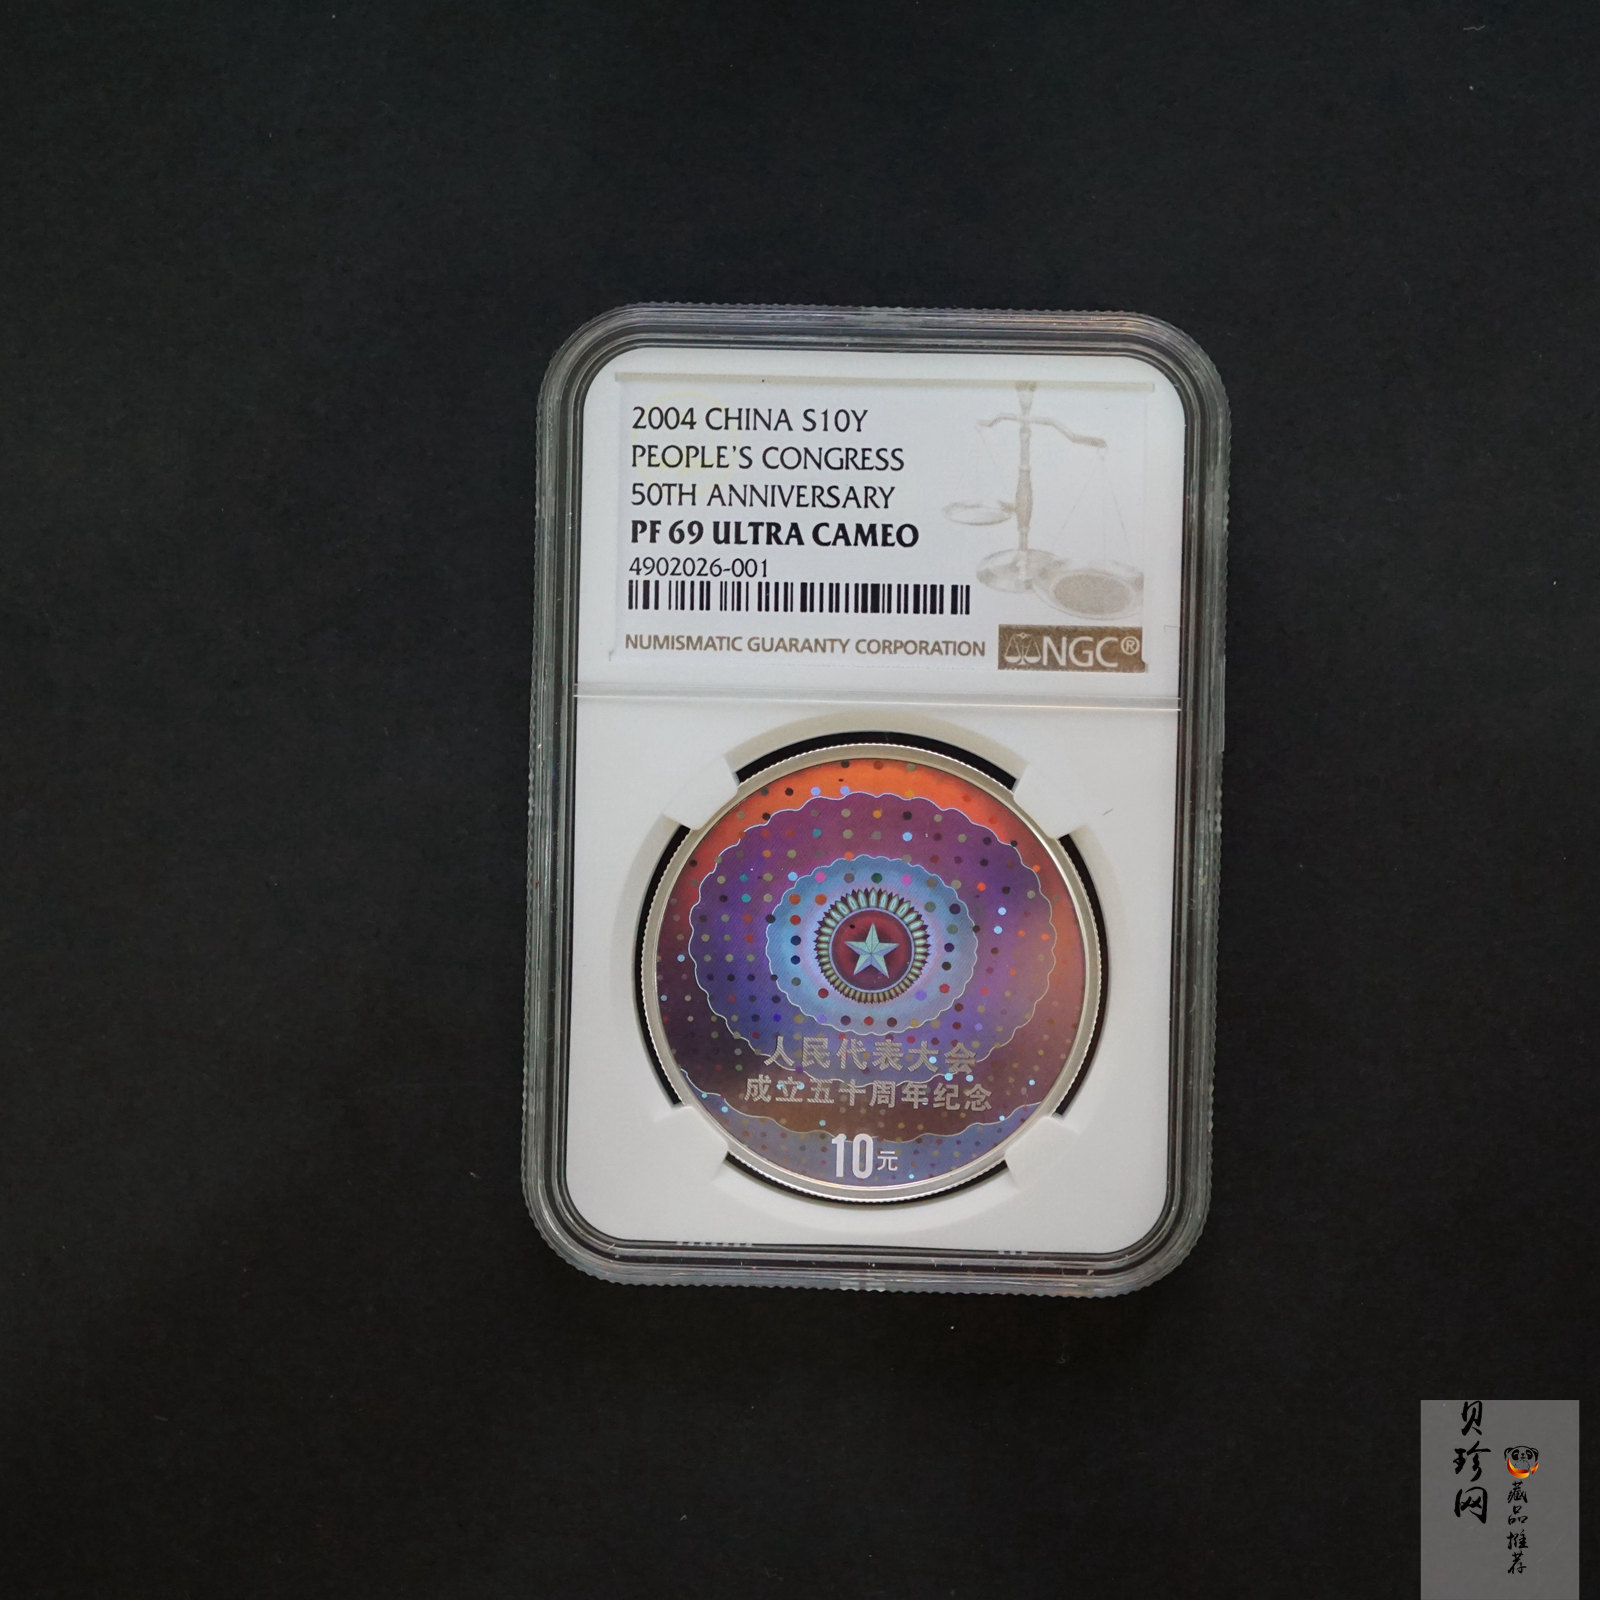 2004 CHINA S10Y
PEOPLE'S CONGRESS
50TH ANNIVERSARY
PF 69 ULTRA CAMEO
4902026-001
NUMISMATIC GUARANTY CORPORATION
NGC®
人民代表大会
成立五十周年纪念
10元
贝珍网
藏品推荐